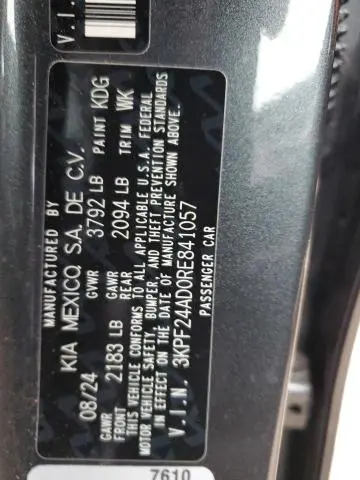 V.I.N
MANUFACTURED BY
KIA MEXICO, S.A. DE C.V.
08/24 GVWR 3792 LB PAINT KDG
GAWR FRONT 2183 LB GAWR REAR 2094 LB TRIM WK
THIS VEHICLE CONFORMS TO ALL APPLICABLE U.S.A. FEDERAL
MOTOR VEHICLE SAFETY, BUMPER, AND THEFT PREVENTION STANDARDS
IN EFFECT ON THE DATE OF MANUFACTURE SHOWN ABOVE.
V.I.N. 3KPF24AD0RE841057
PASSENGER CAR
7610